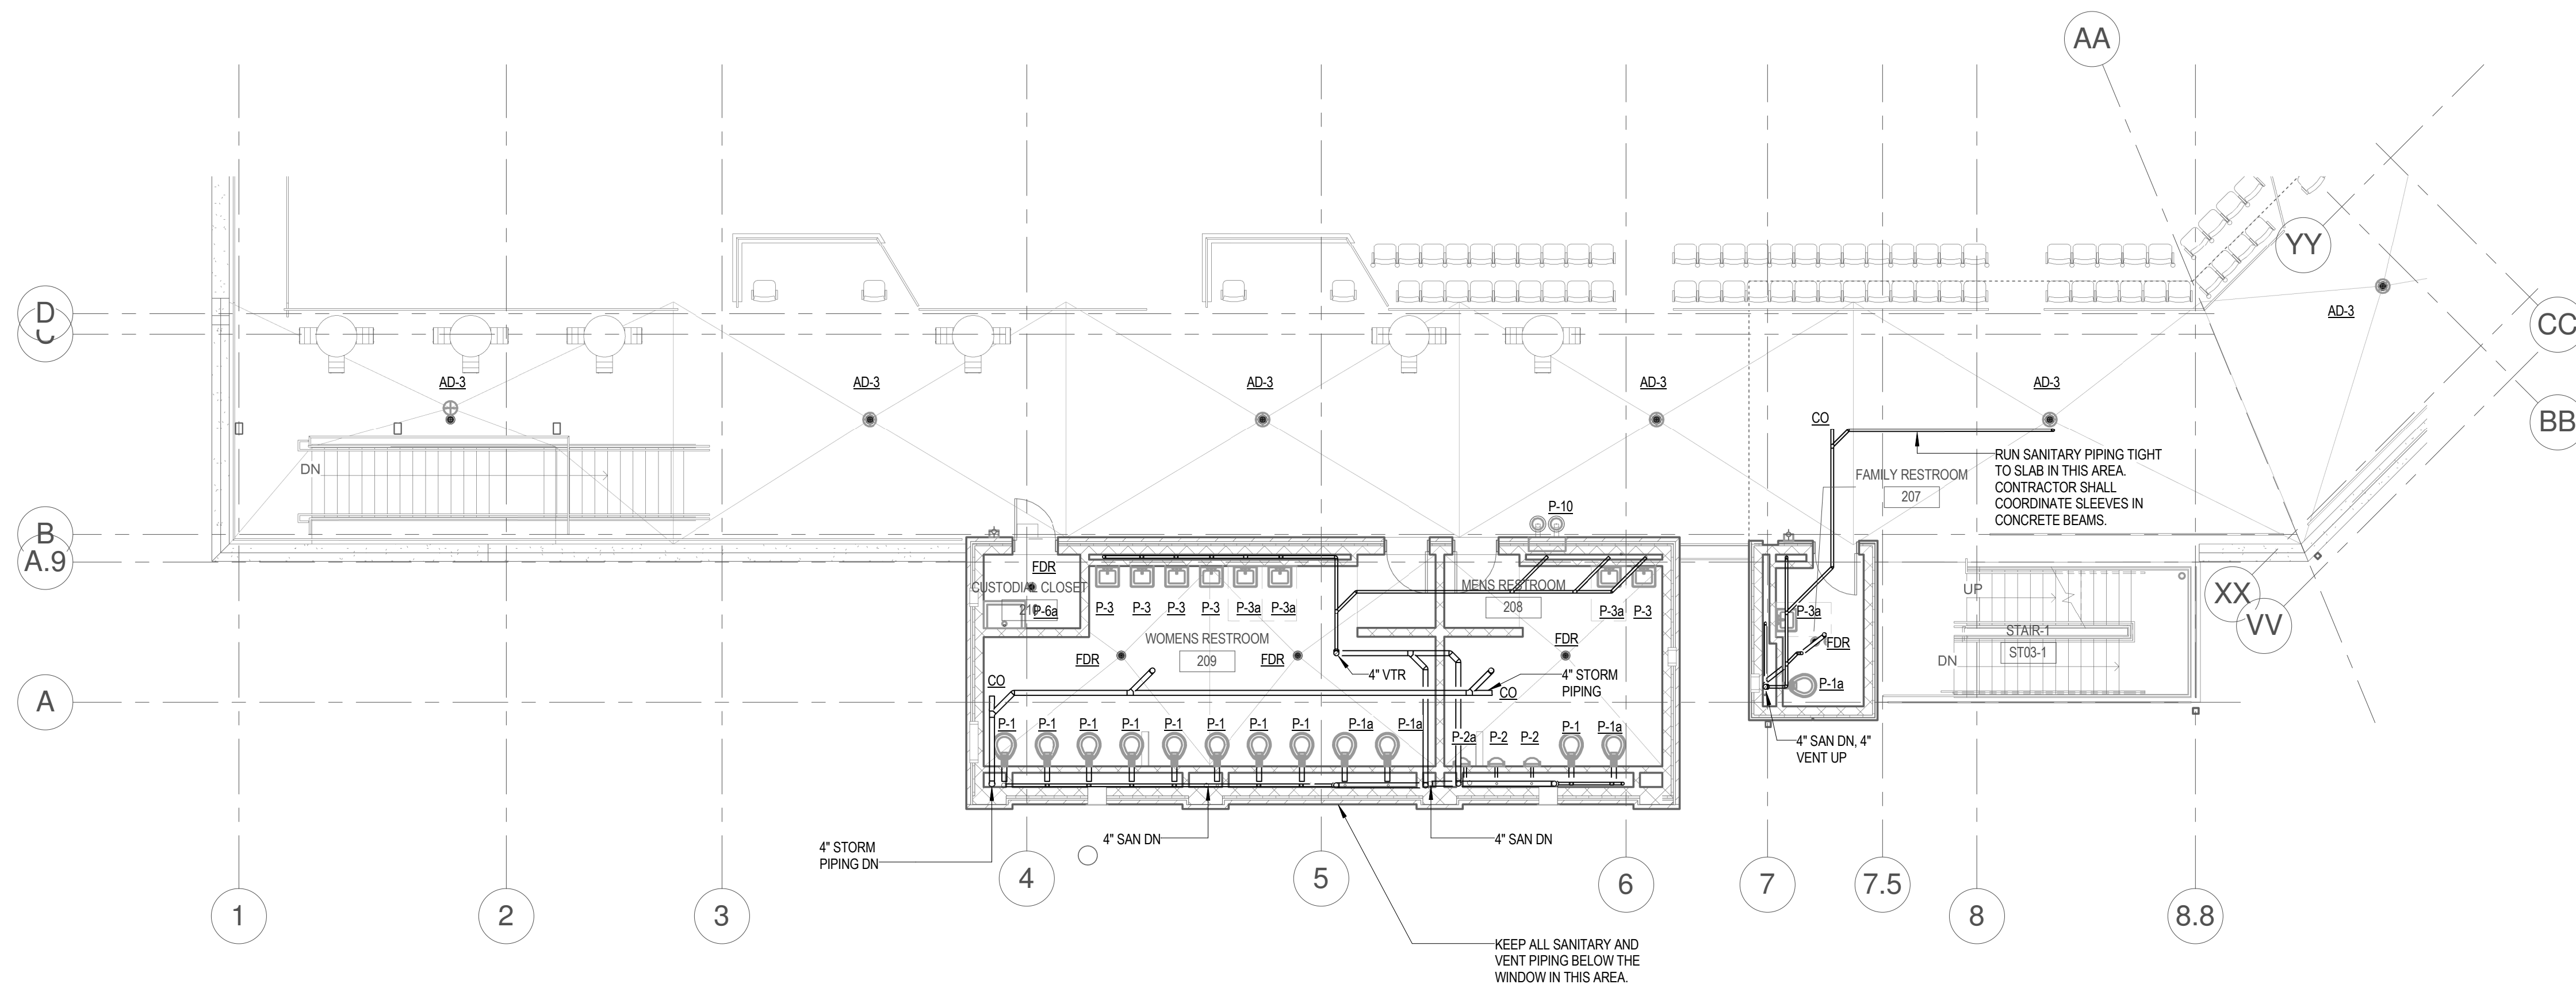 AA
YY
CC
BB
XX
VV
D
C
B
A.9
A
AD-3
AD-3
AD-3
AD-3
AD-3
AD-3
CO
RUN SANITARY PIPING TIGHT
TO SLAB IN THIS AREA.
CONTRACTOR SHALL
COORDINATE SLEEVES IN
CONCRETE BEAMS.
FAMILY RESTROOM
207
DN
P-10
FDR
CUSTODIAL CLOSET
210
P-6a
P-3
P-3
P-3
P-3
P-3a
P-3a
MENS RESTROOM
208
P-3a
P-3
WOMENS RESTROOM
209
FDR
FDR
FDR
4" VTR
4" STORM
PIPING
CO
CO
P-1
P-1
P-1
P-1
P-1
P-1
P-1
P-1
P-1a
P-1a
P-2a
P-2
P-2
P-1
P-1a
P-3a
FDR
P-1a
4" SAN DN, 4"
VENT UP
UP
STAIR-1
ST03-1
DN
4" STORM
PIPING DN
4" SAN DN
4" SAN DN
KEEP ALL SANITARY AND
VENT PIPING BELOW THE
WINDOW IN THIS AREA.
1
2
3
4
5
6
7
7.5
8
8.8